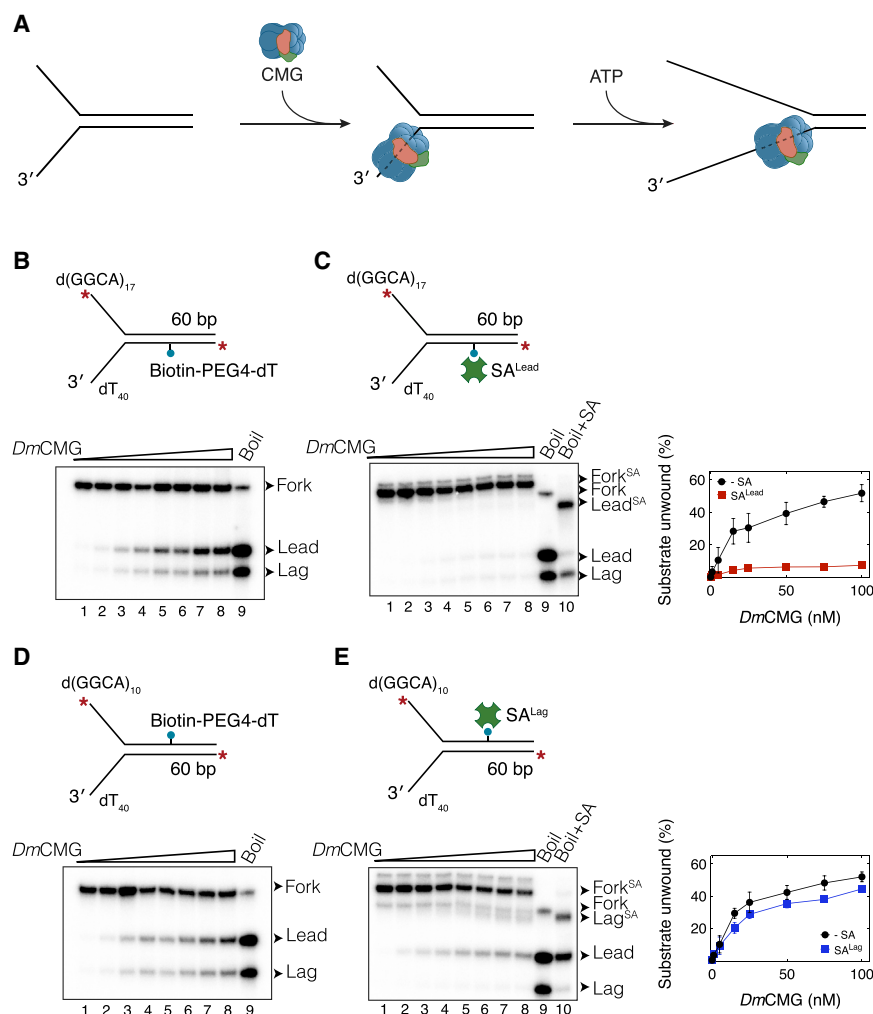 A
CMG
ATP
3′
3′
3′
B
d(GGCA)17
*
60 bp
*
Biotin-PEG4-dT
3′
dT40
DmCMG
Boil
Fork
Lead
Lag
1 2 3 4 5 6 7 8 9
C
d(GGCA)17
*
60 bp
*
SALead
3′
dT40
DmCMG
Boil
Boil+SA
ForkSA
Fork
LeadSA
Lead
Lag
1 2 3 4 5 6 7 8 9 10
Substrate unwound (%)
60
40
20
- SA
SALead
0 50 100
DmCMG (nM)
D
d(GGCA)10
*
Biotin-PEG4-dT
*
60 bp
3′
dT40
DmCMG
Boil
Fork
Lead
Lag
1 2 3 4 5 6 7 8 9
E
d(GGCA)10
*
SALag
*
60 bp
3′
dT40
DmCMG
Boil
Boil+SA
ForkSA
Fork
LagSA
Lead
Lag
1 2 3 4 5 6 7 8 9 10
Substrate unwound (%)
60
40
20
- SA
SALag
0 50 100
DmCMG (nM)